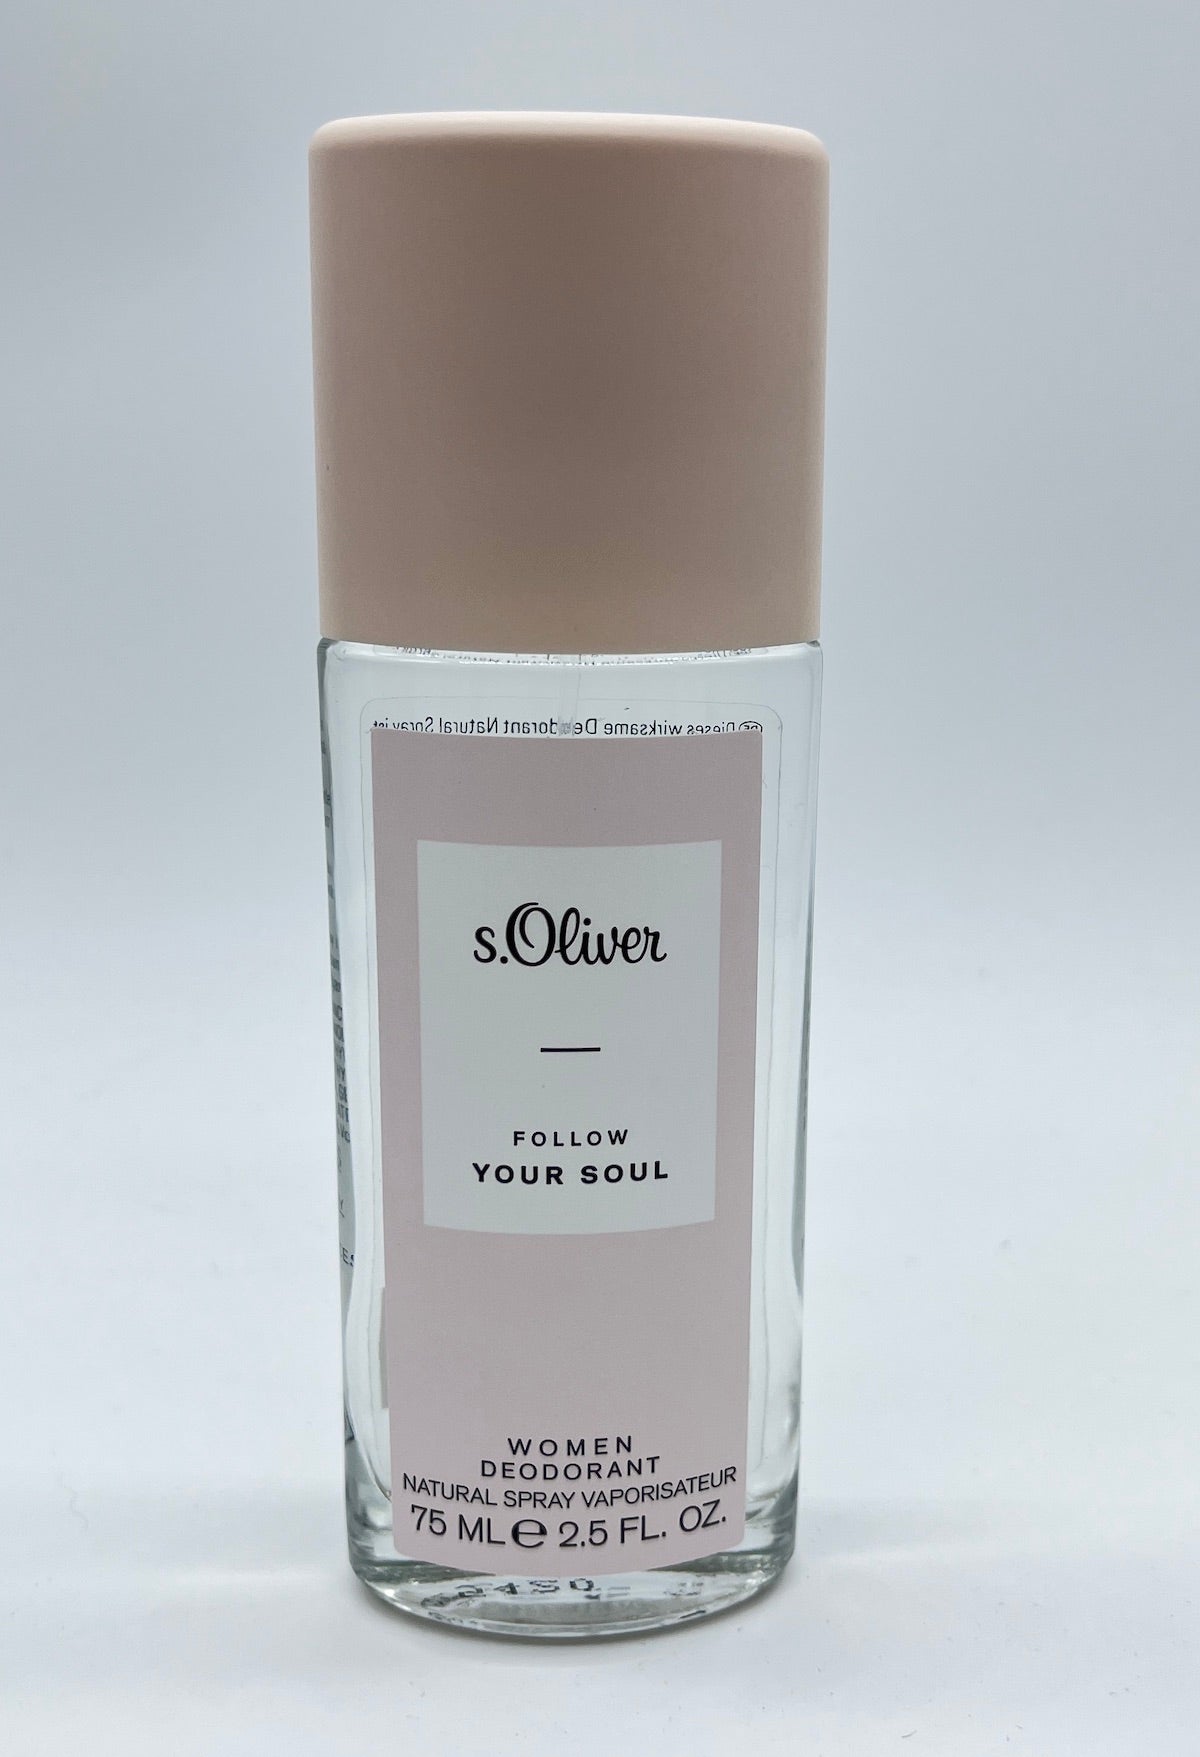 Dieses wirksame Deodorant Natural Spray ist
s.Oliver
FOLLOW
YOUR SOUL
WOMEN
DEODORANT
NATURAL SPRAY VAPORISATEUR
75 ML e 2.5 FL. OZ.